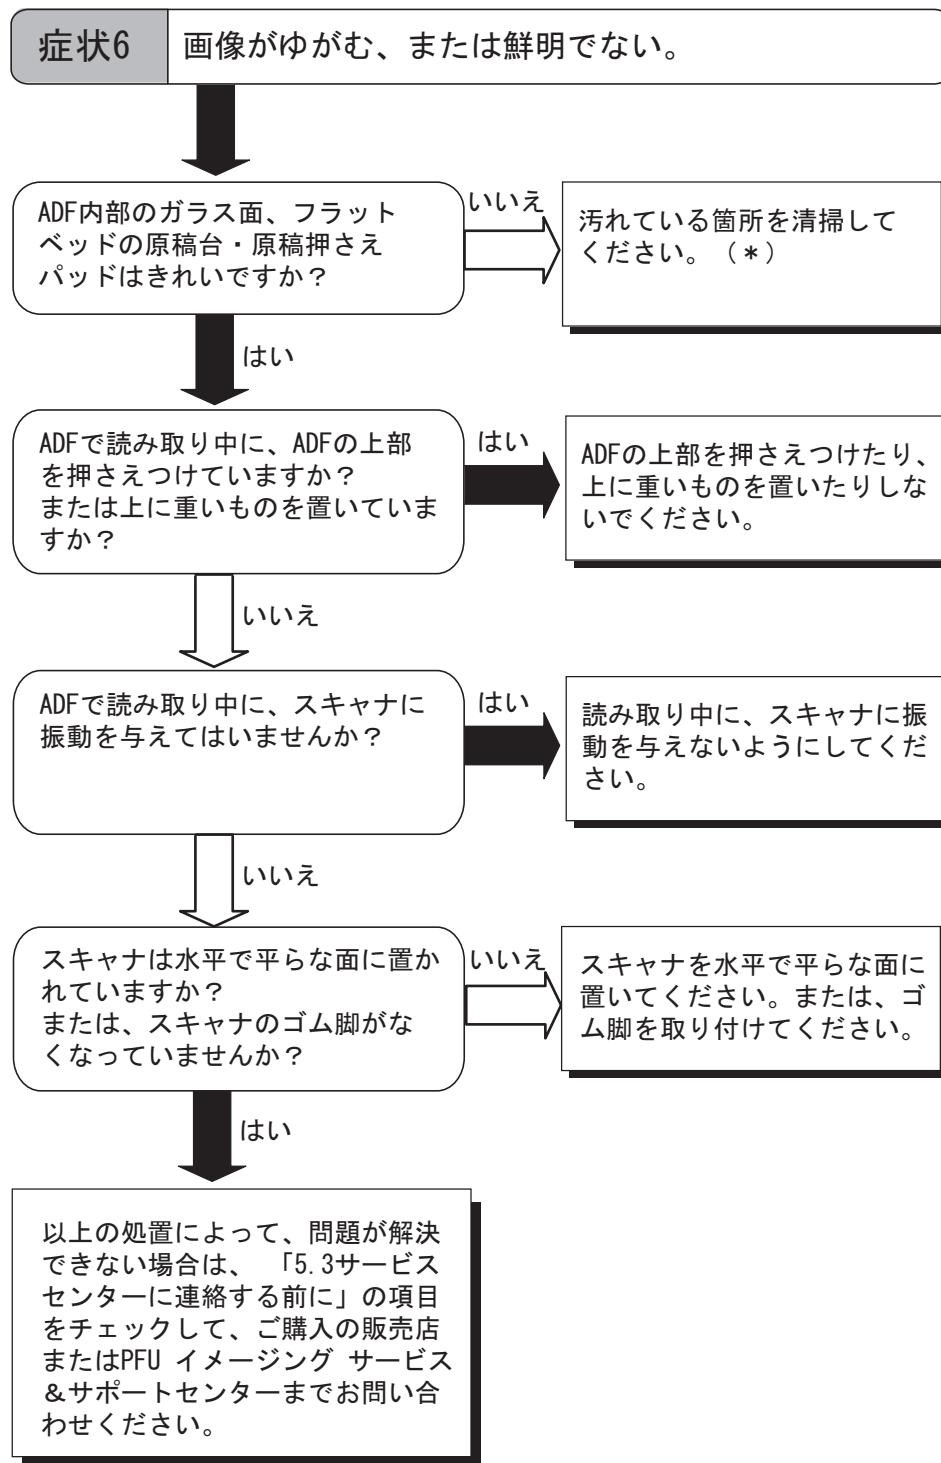 症状6
画像がゆがむ、または鮮明でない。
ADF内部のガラス面、フラット
ベッドの原稿台・原稿押さえ
パッドはきれいですか？
いいえ
汚れている箇所を清掃して
ください。（＊）
はい
ADFで読み取り中に、ADFの上部
を押さえつけていますか？
または上に重いものを置いていま
すか？
はい
ADFの上部を押さえつけたり、
上に重いものを置いたりしな
いでください。
いいえ
ADFで読み取り中に、スキャナに
振動を与えてはいませんか？
はい
読み取り中に、スキャナに振
動を与えないようにしてくだ
さい。
いいえ
スキャナは水平で平らな面に置か
れていますか？
または、スキャナのゴム脚がな
くなっていませんか？
いいえ
スキャナを水平で平らな面に
置いてください。または、ゴ
ム脚を取り付けてください。
はい
以上の処置によって、問題が解決
できない場合は、 「5.3サービス
センターに連絡する前に」の項目
をチェックして、ご購入の販売店
またはPFU イメージング サービス
＆サポートセンターまでお問い合
わせください。